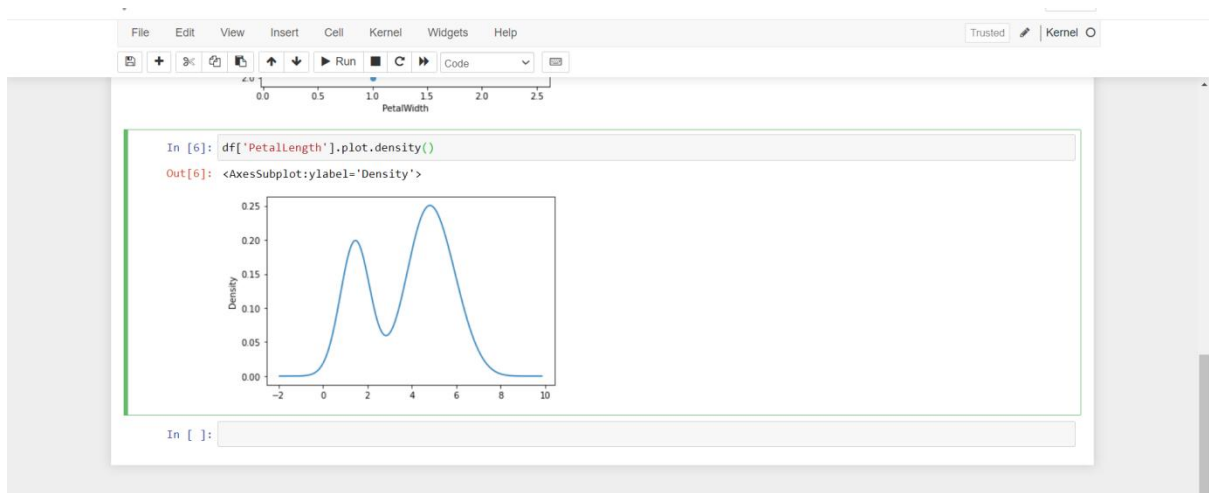 File Edit View Insert Cell Kernel Widgets Help Trusted Kernel
Run Code
2.0
0.0 0.5 1.0 1.5 2.0 2.5
PetalWidth
In [6]: df['PetalLength'].plot.density()
Out[6]: <AxesSubplot:ylabel='Density'>
0.25
0.20
0.15
Density
0.10
0.05
0.00
−2 0 2 4 6 8 10
In [ ]: